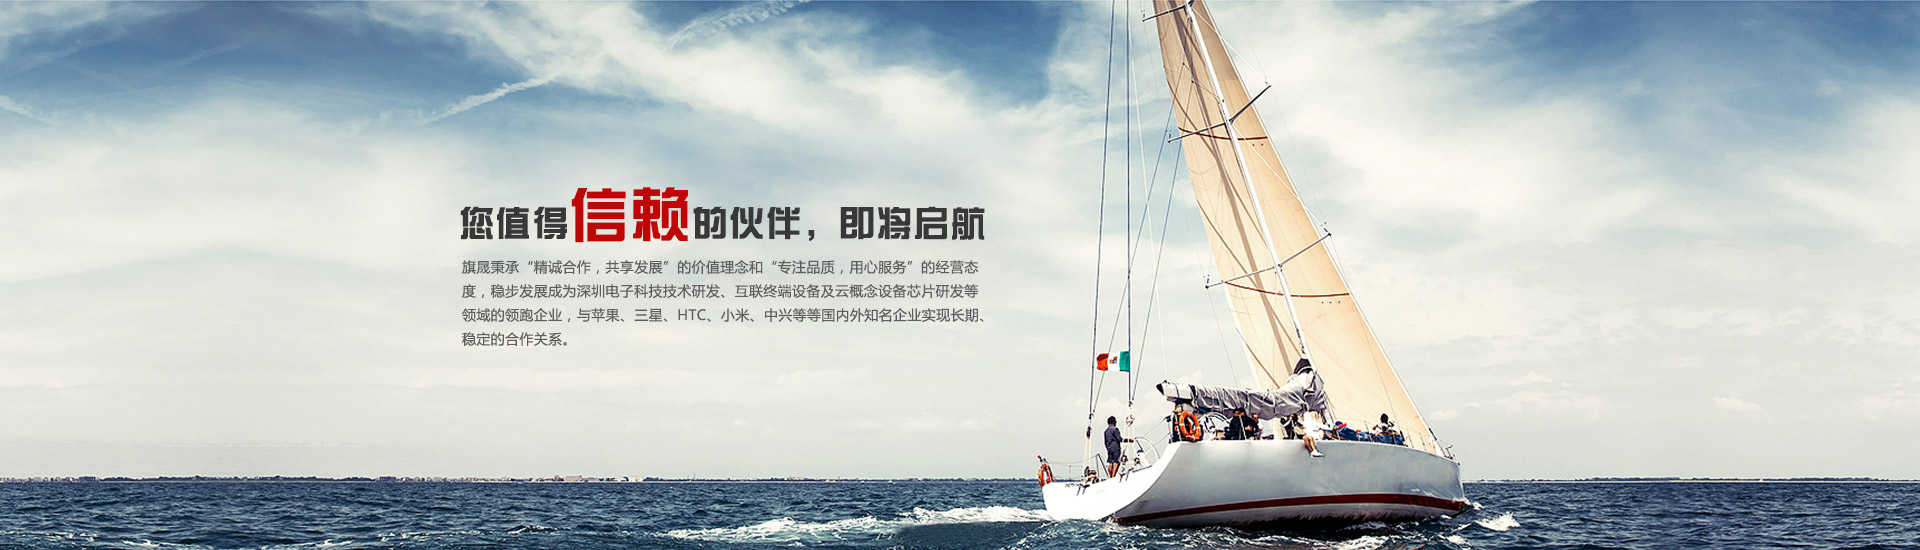 您值得信赖的伙伴，即将启航
旗晟秉承“精诚合作，共享发展”的价值理念和“专注品质，用心服务”的经营态
度，稳步发展成为深圳电子科技技术研发、互联终端设备及云概念设备芯片研发等
领域的领跑企业，与苹果、三星、HTC、小米、中兴等等国内外知名企业实现长期、
稳定的合作关系。